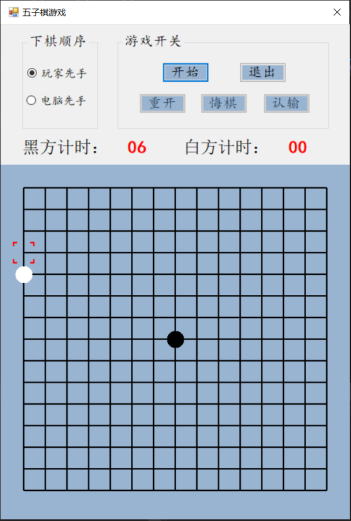 五子棋游戏
下棋顺序
玩家先手
电脑先手
游戏开关
开始 退出
重开 悔棋 认输
黑方计时： 06 白方计时： 00